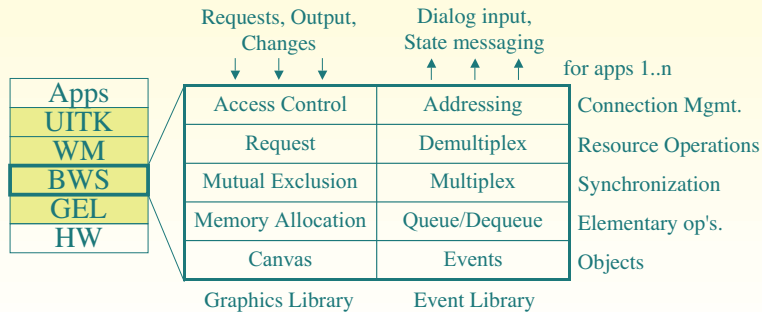 Requests, Output,
Changes
Dialog input,
State messaging
for apps 1..n
Apps
UITK
WM
BWS
GEL
HW
Access Control Addressing Connection Mgmt.
Request Demultiplex Resource Operations
Mutual Exclusion Multiplex Synchronization
Memory Allocation Queue/Dequeue Elementary op's.
Canvas Events Objects
Graphics Library Event Library